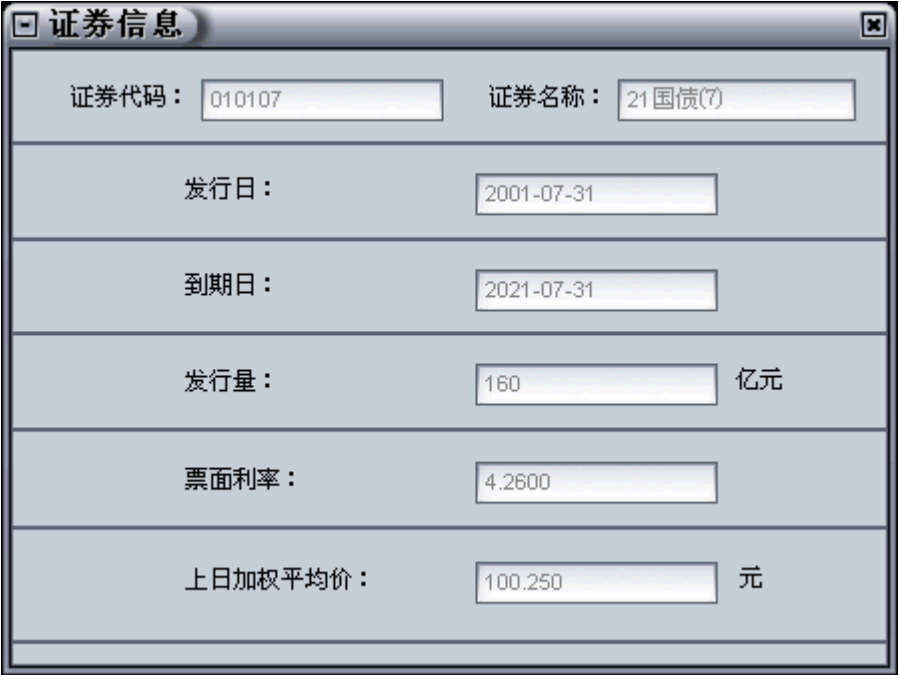 证券信息
证券代码： 010107 证券名称： 21国债(7)
发行日： 2001-07-31
到期日： 2021-07-31
发行量： 160 亿元
票面利率： 4.2600
上日加权平均价： 100.250 元